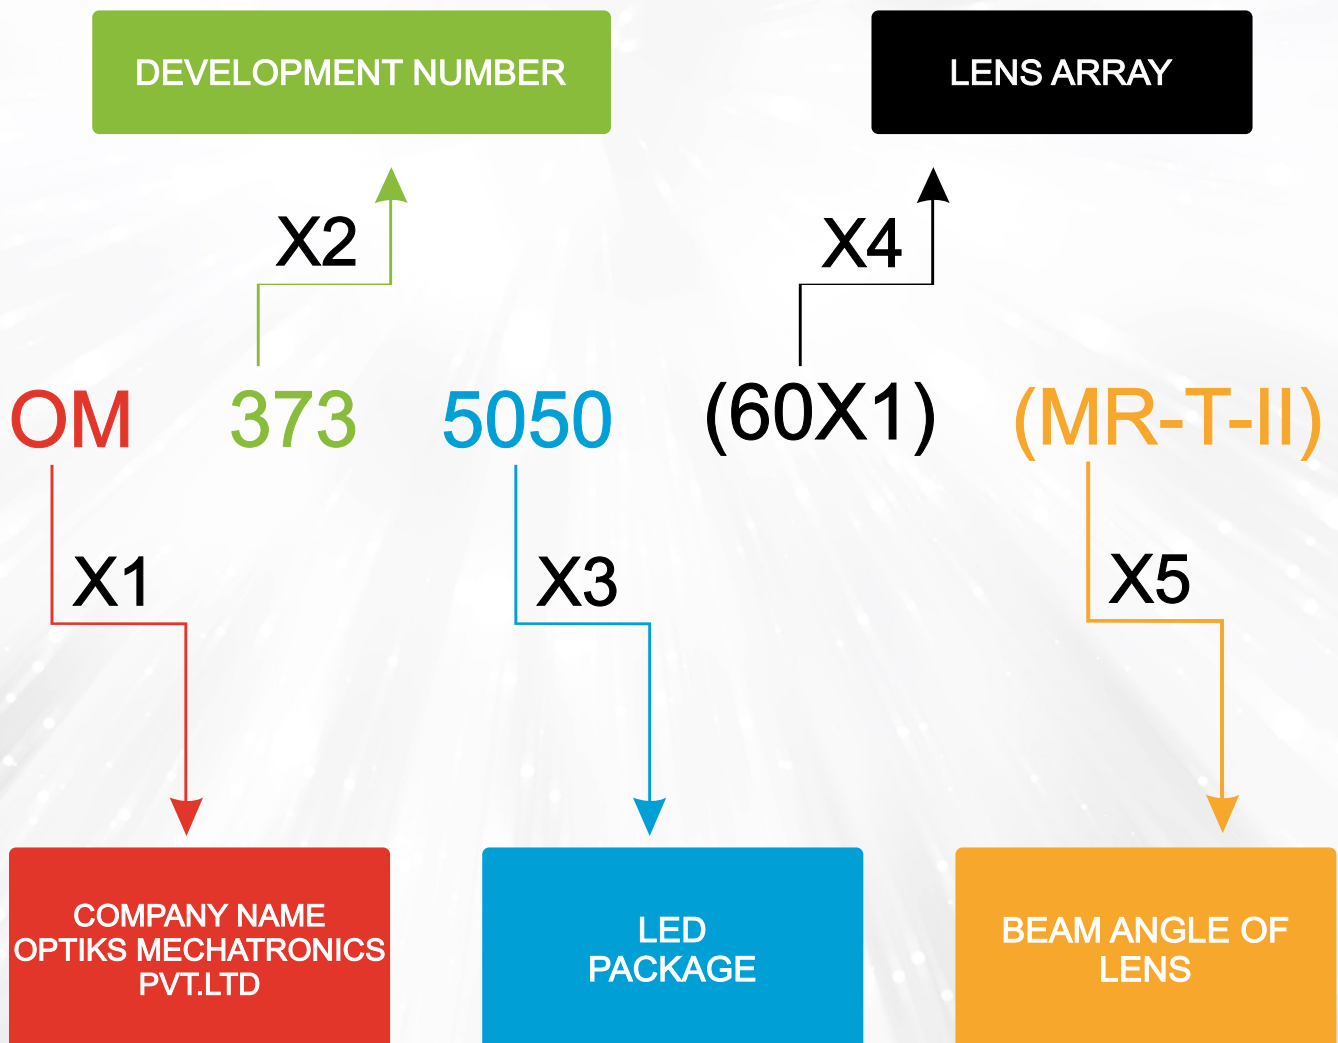 DEVELOPMENT NUMBER
LENS ARRAY
X2
X4
OM 373 5050 (60X1) (MR-T-II)
X1
X3
X5
COMPANY NAME
OPTIKS MECHATRONICS
PVT.LTD
LED
PACKAGE
BEAM ANGLE OF
LENS